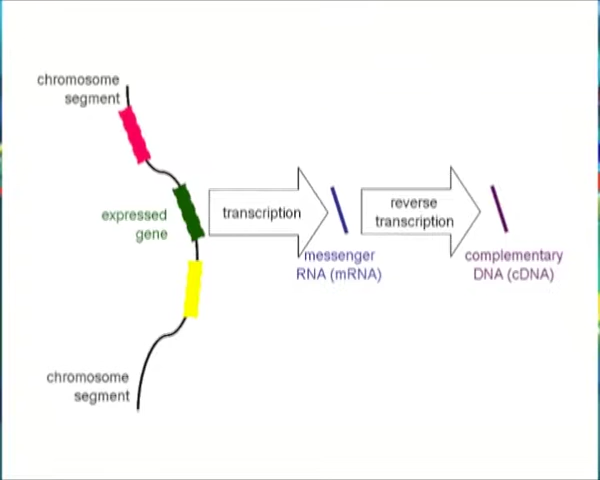 chromosome
segment
expressed
gene
transcription
messenger
RNA (mRNA)
reverse
transcription
complementary
DNA (cDNA)
chromosome
segment